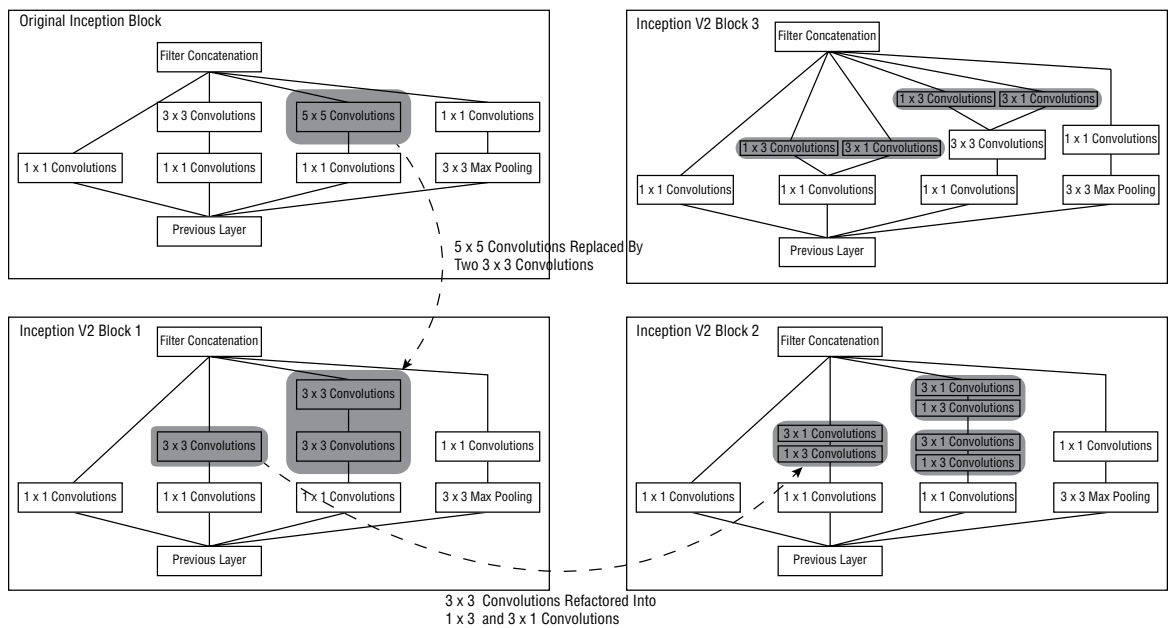 Original Inception Block
Filter Concatenation
3 x 3 Convolutions
5 x 5 Convolutions
1 x 1 Convolutions
1 x 1 Convolutions
1 x 1 Convolutions
1 x 1 Convolutions
3 x 3 Max Pooling
Previous Layer
5 x 5 Convolutions Replaced By
Two 3 x 3 Convolutions
Inception V2 Block 3
Filter Concatenation
1 x 3 Convolutions
3 x 1 Convolutions
1 x 3 Convolutions
3 x 1 Convolutions
3 x 3 Convolutions
1 x 1 Convolutions
1 x 1 Convolutions
1 x 1 Convolutions
1 x 1 Convolutions
3 x 3 Max Pooling
Previous Layer
Inception V2 Block 1
Filter Concatenation
3 x 3 Convolutions
3 x 3 Convolutions
3 x 3 Convolutions
1 x 1 Convolutions
1 x 1 Convolutions
1 x 1 Convolutions
1 x 1 Convolutions
3 x 3 Max Pooling
Previous Layer
Inception V2 Block 2
Filter Concatenation
3 x 1 Convolutions
1 x 3 Convolutions
3 x 1 Convolutions
1 x 3 Convolutions
3 x 1 Convolutions
1 x 3 Convolutions
1 x 1 Convolutions
1 x 1 Convolutions
1 x 1 Convolutions
1 x 1 Convolutions
3 x 3 Max Pooling
Previous Layer
3 x 3 Convolutions Refactored Into
1 x 3 and 3 x 1 Convolutions